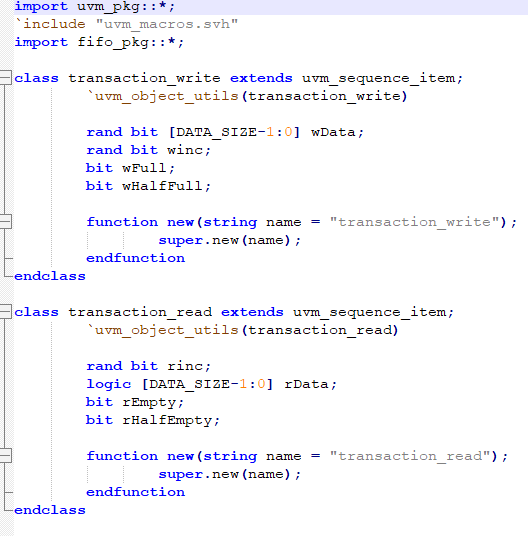 import uvm_pkg::*;
`include "uvm_macros.svh"
import fifo_pkg::*;
class transaction_write extends uvm_sequence_item;
`uvm_object_utils(transaction_write)
rand bit [DATA_SIZE-1:0] wData;
rand bit winc;
bit wFull;
bit wHalfFull;
function new(string name = "transaction_write");
super.new(name);
endfunction
endclass
class transaction_read extends uvm_sequence_item;
`uvm_object_utils(transaction_read)
rand bit rinc;
logic [DATA_SIZE-1:0] rData;
bit rEmpty;
bit rHalfEmpty;
function new(string name = "transaction_read");
super.new(name);
endfunction
endclass